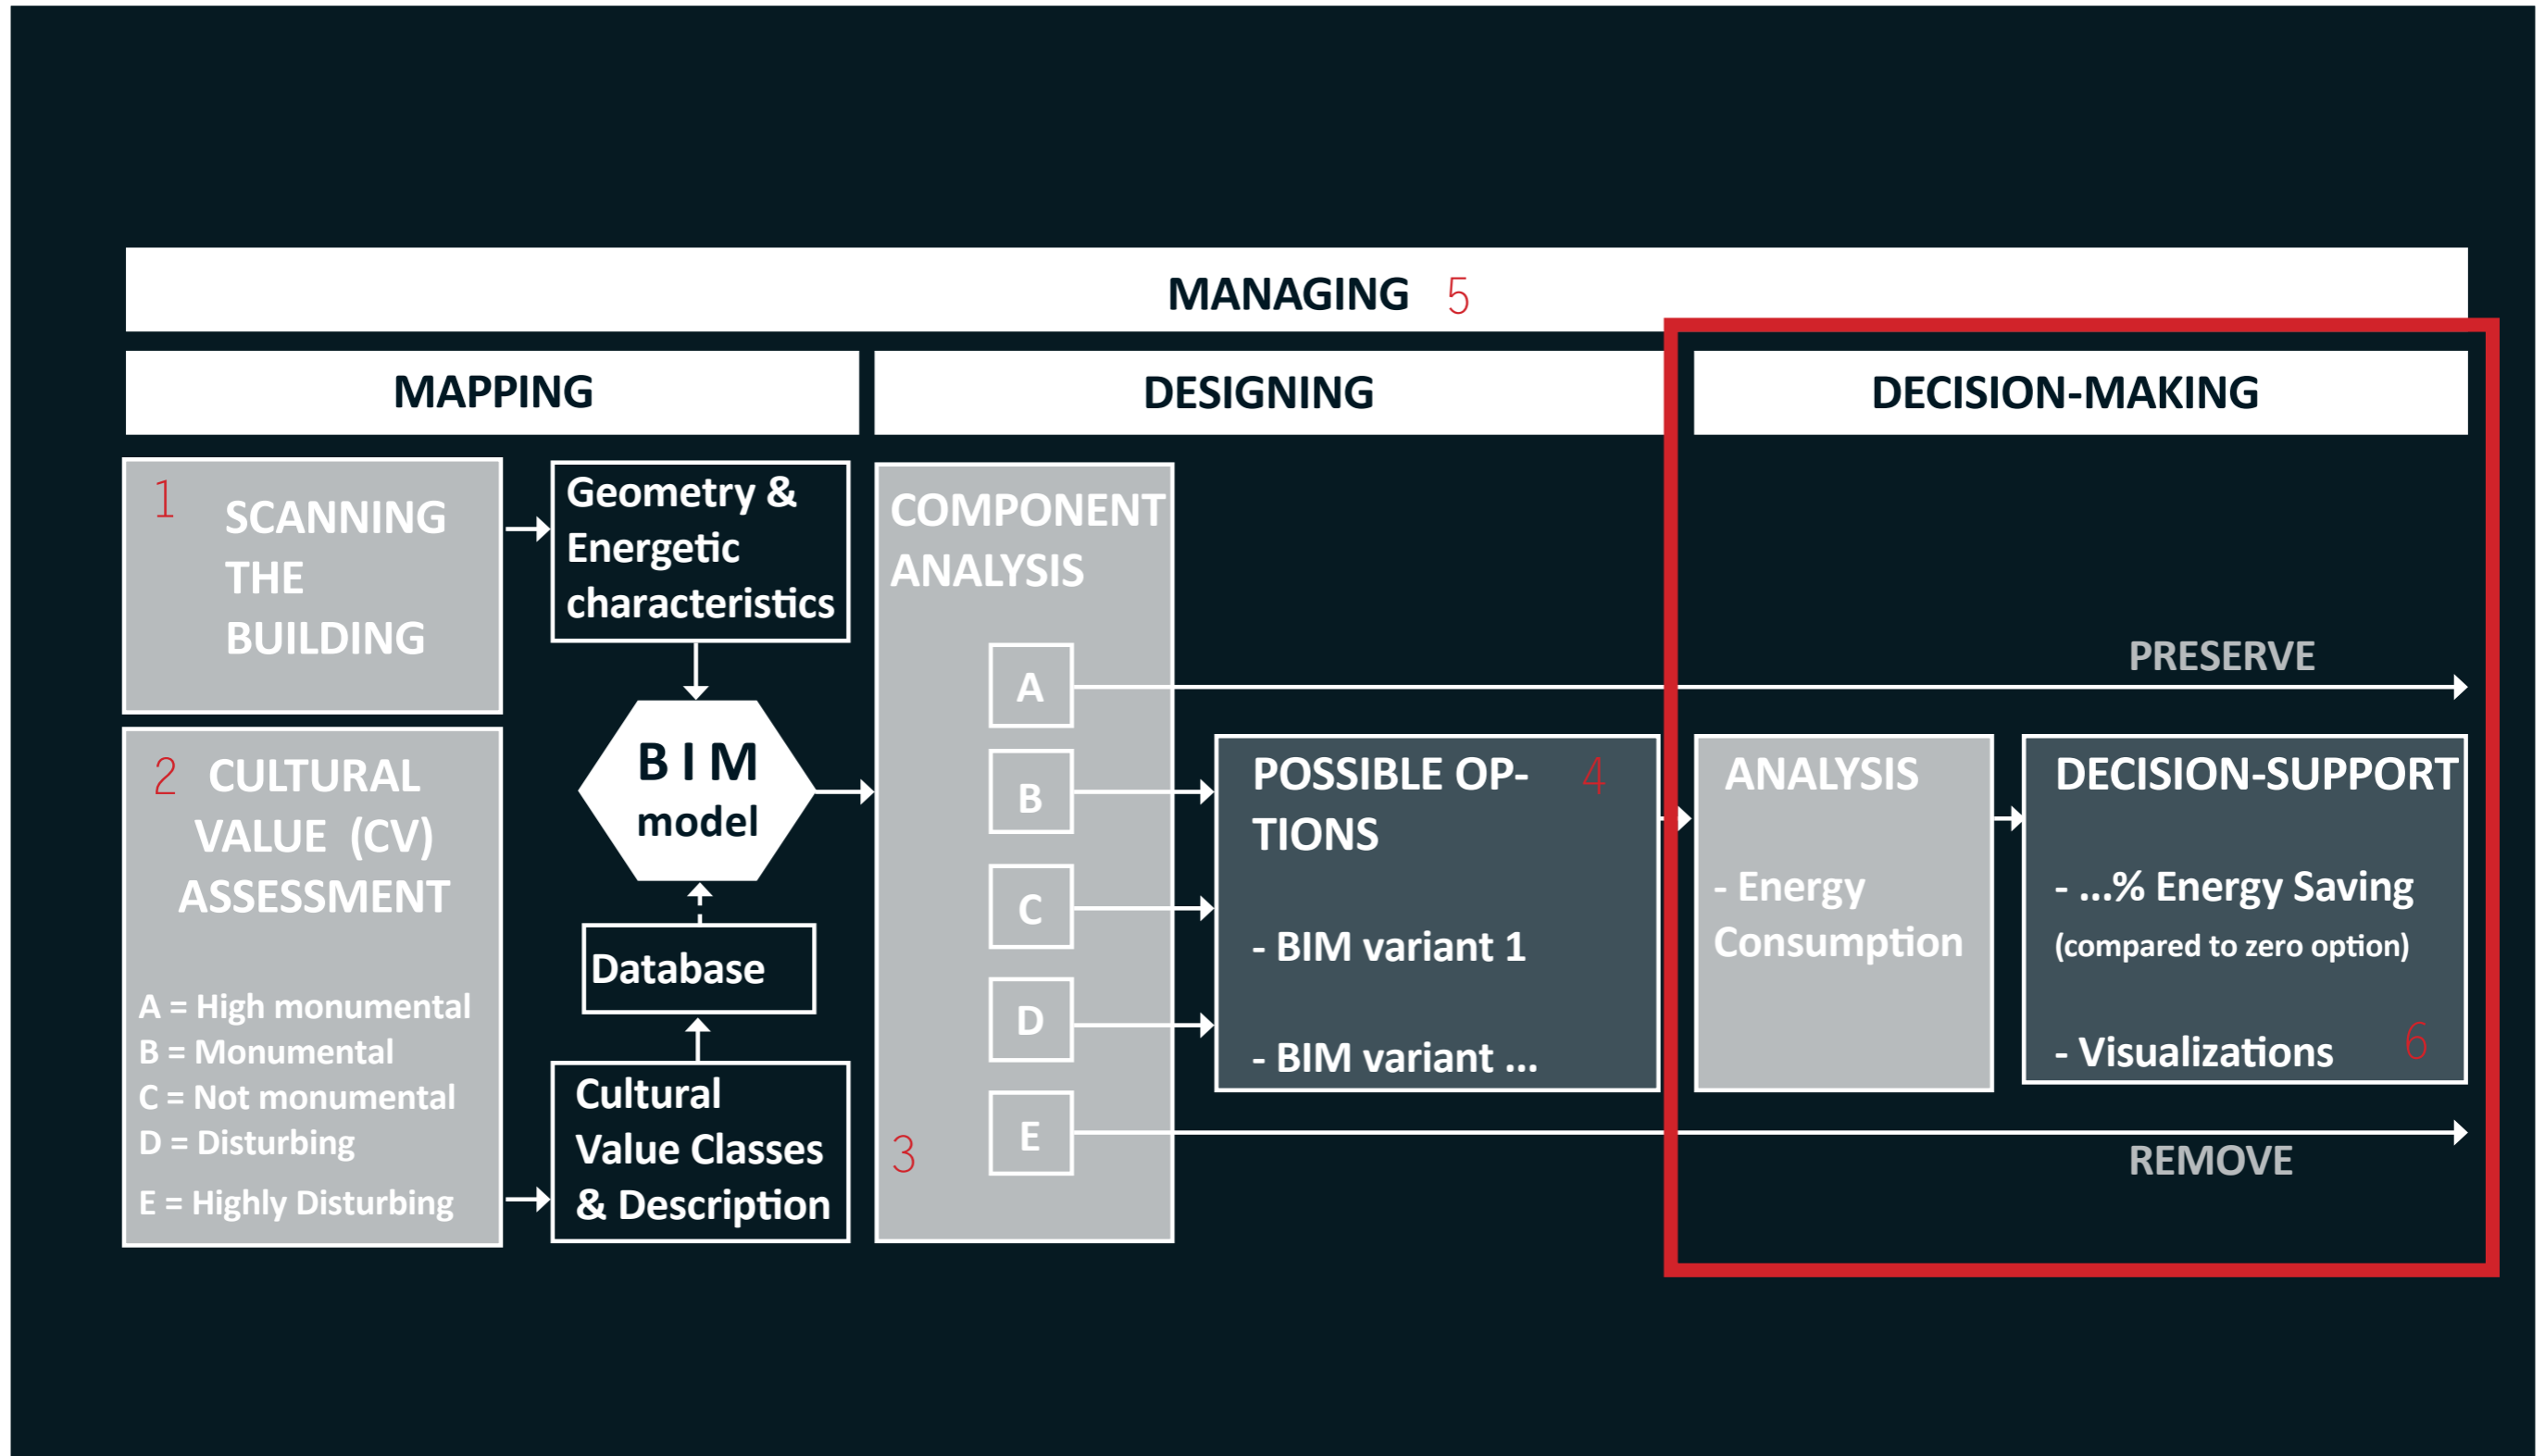 MANAGING 5
MAPPING
DESIGNING
DECISION-MAKING
1
SCANNING
THE
BUILDING
Geometry &
Energetic
characteristics
2 CULTURAL
VALUE (CV)
ASSESSMENT
A = High monumental
B = Monumental
C = Not monumental
D = Disturbing
E = Highly Disturbing
BIM
model
Database
Cultural
Value Classes
& Description
COMPONENT
ANALYSIS
A
B
C
D
E
3
POSSIBLE OP- 4
TIONS
- BIM variant 1
- BIM variant ...
PRESERVE
ANALYSIS
- Energy
Consumption
DECISION-SUPPORT
- ...% Energy Saving
(compared to zero option)
- Visualizations 6
REMOVE